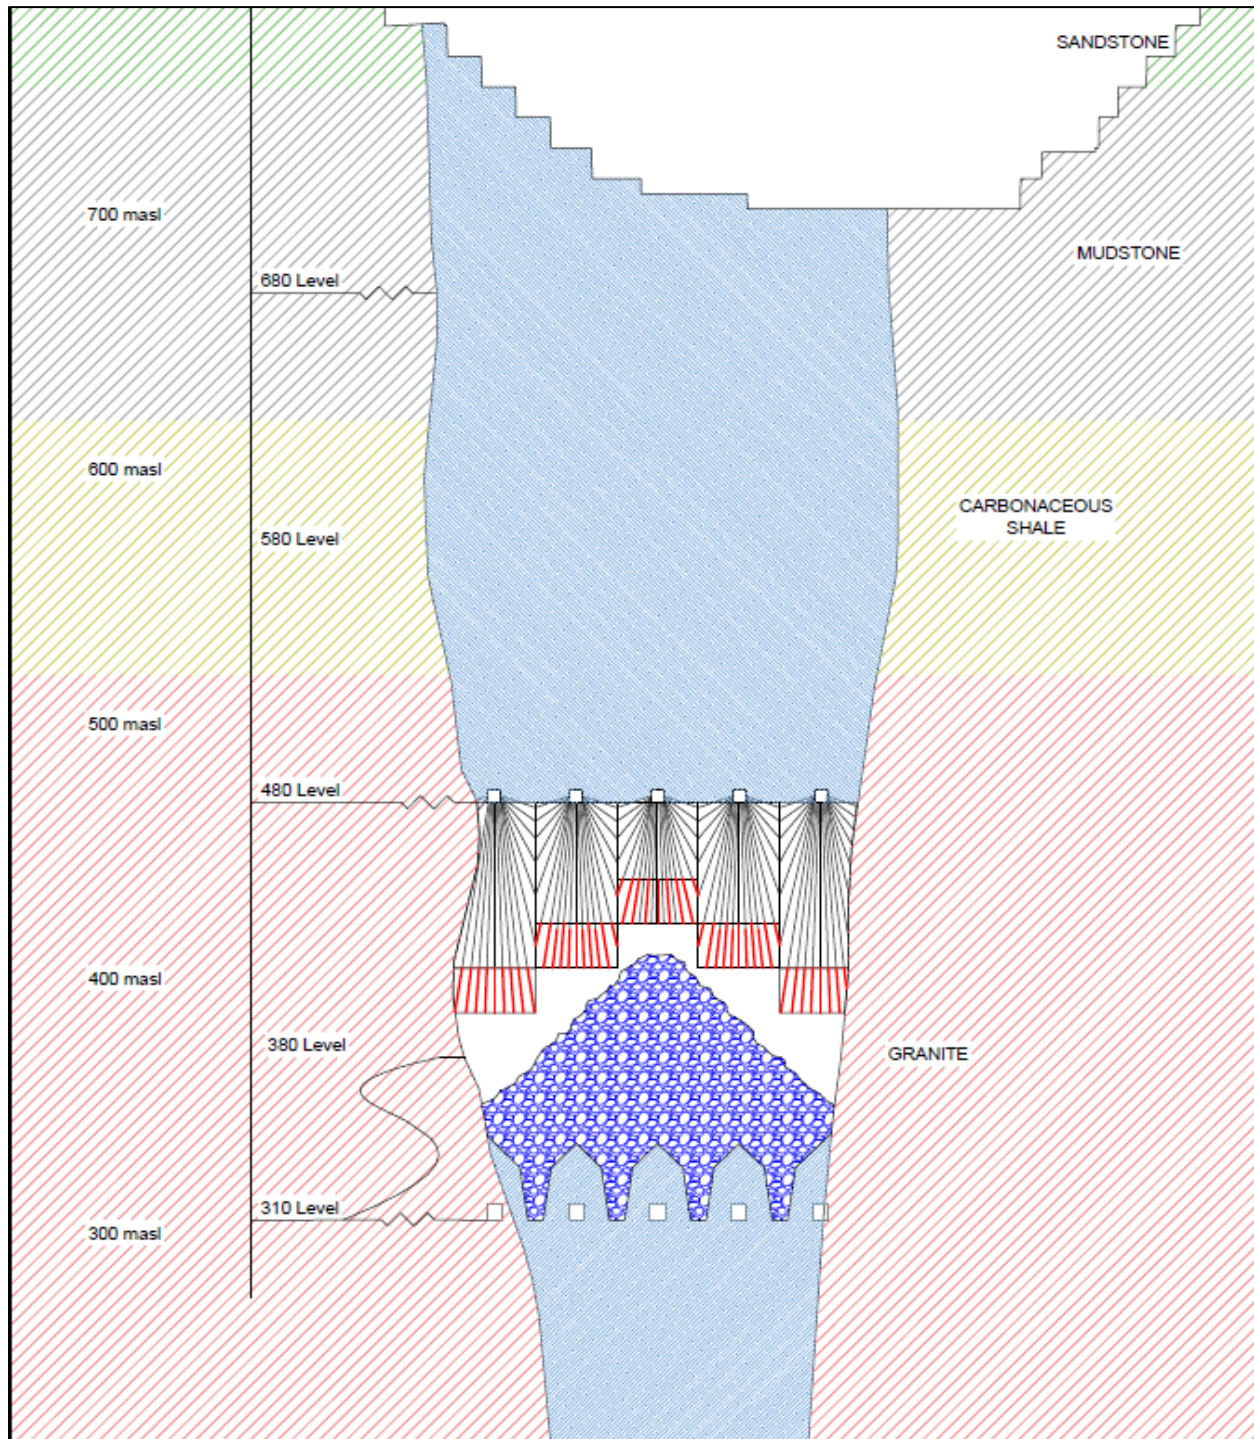 SANDSTONE
700 masl
MUDSTONE
680 Level
600 masl
CARBONACEOUS
SHALE
580 Level
500 masl
480 Level
400 masl
380 Level
GRANITE
310 Level
300 masl